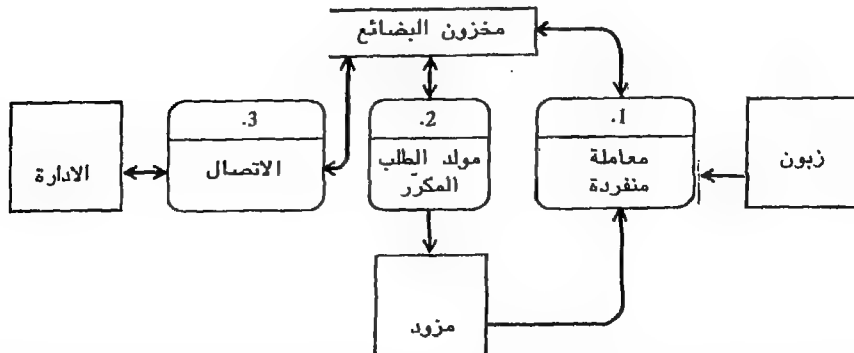 مخزون البضائع
1.
معاملة
منفردة
زبون
2.
مولد الطلب
المكرّر
3.
الاتصال
الادارة
مزود